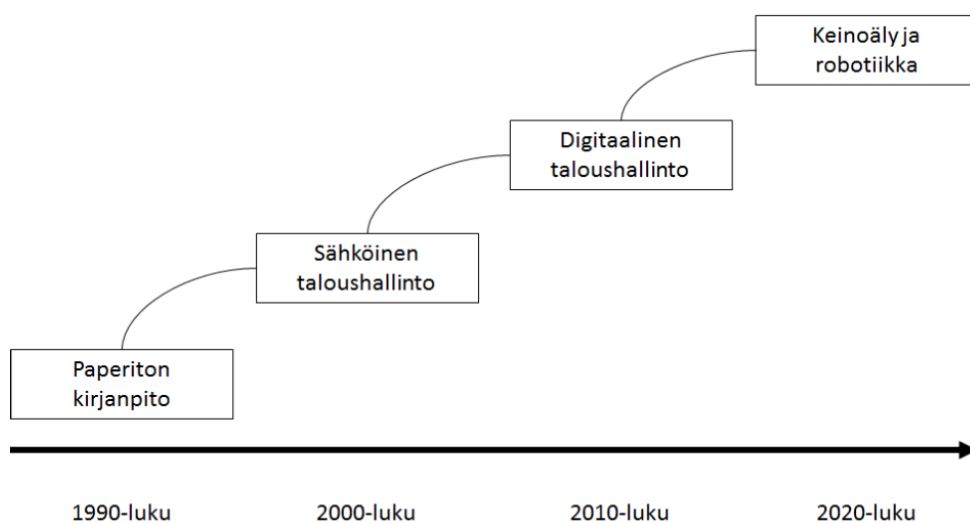 Keinoäly ja
robotiikka
Digitaalinen
taloushallinto
Sähköinen
taloushallinto
Paperiton
kirjanpito
1990-luku
2000-luku
2010-luku
2020-luku